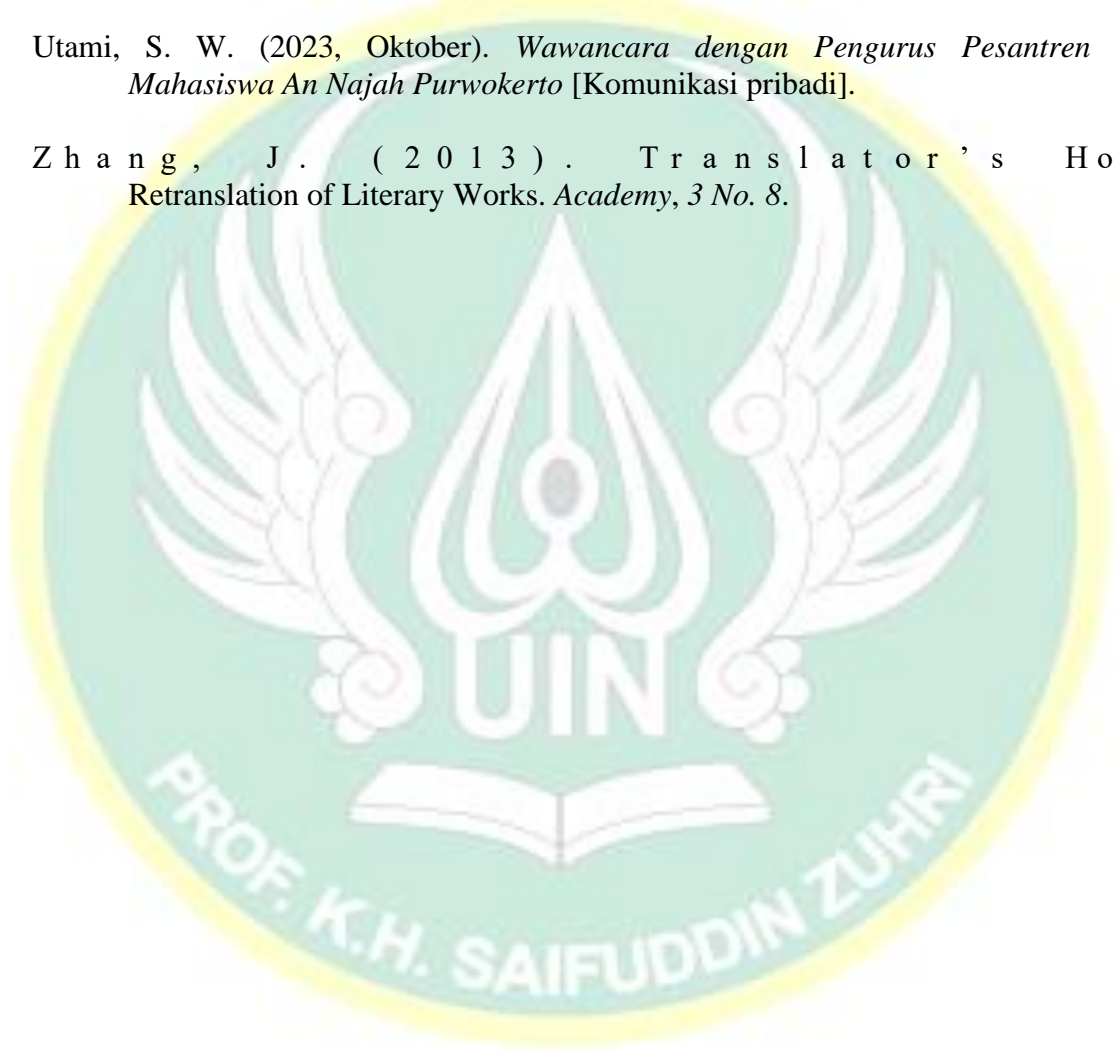 Utami, S. W. (2023, Oktober). Wawancara dengan Pengurus Pesantren
Mahasiswa An Najah Purwokerto [Komunikasi pribadi].
Zhang, J. (2013). Translator’s Ho
Retranslation of Literary Works. Academy, 3 No. 8.
UIN
PROF. K.H. SAIFUDDIN ZUHRI